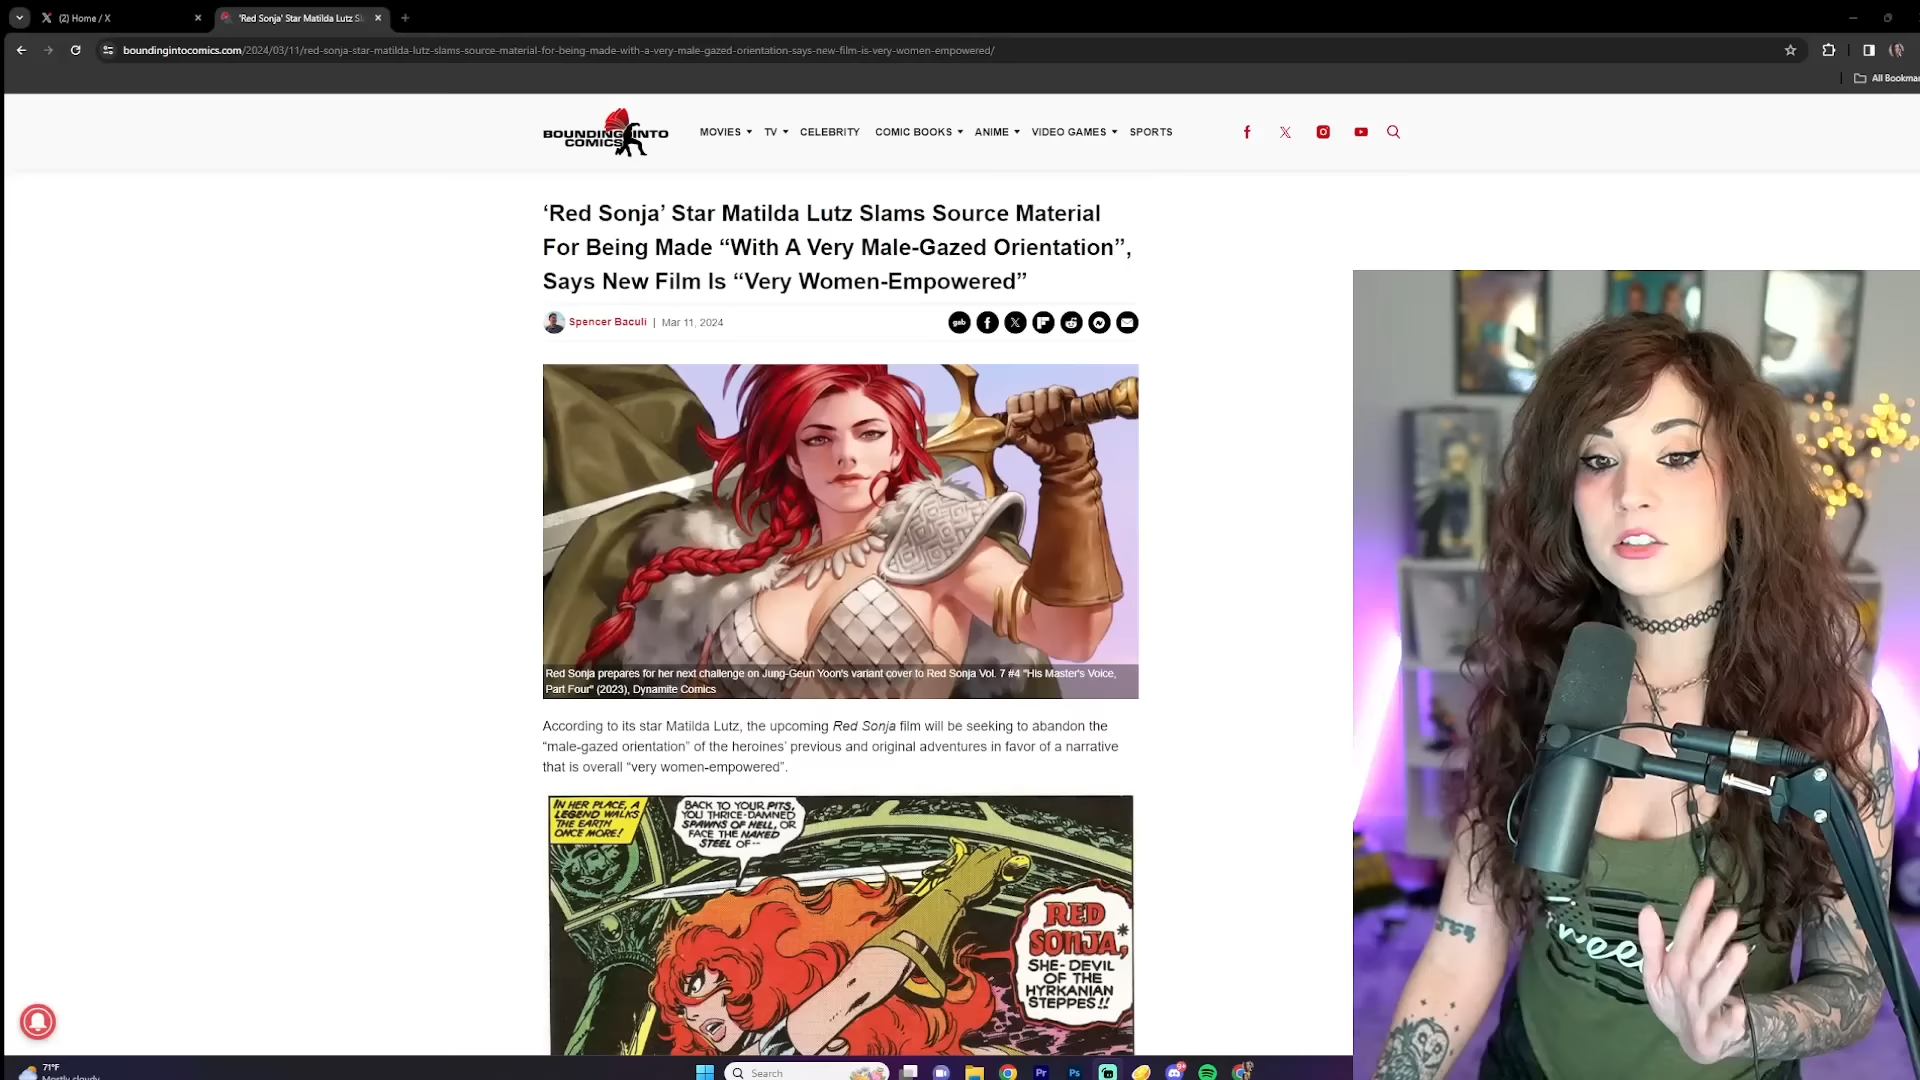 (2) Home / X
'Red Sonja' Star Matilda Lutz Sl
boundingintocomics.com/2024/03/11/red-sonja-star-matilda-lutz-slams-source-material-for-being-made-with-a-very-male-gazed-orientation-says-new-film-is-very-women-empowered/
All Bookmar
BOUNDING INTO
COMICS
MOVIES TV CELEBRITY COMIC BOOKS ANIME VIDEO GAMES SPORTS
‘Red Sonja’ Star Matilda Lutz Slams Source Material
For Being Made “With A Very Male-Gazed Orientation”,
Says New Film Is “Very Women-Empowered”
Spencer Baculi | Mar 11, 2024
gab
Red Sonja prepares for her next challenge on Jung-Geun Yoon's variant cover to Red Sonja Vol. 7 #4 "His Master's Voice,
Part Four" (2023), Dynamite Comics
According to its star Matilda Lutz, the upcoming Red Sonja film will be seeking to abandon the
“male-gazed orientation” of the heroines’ previous and original adventures in favor of a narrative
that is overall “very women-empowered”.
IN HER PLACE, A
LEGEND WALKS
THE EARTH
ONCE MORE!
BACK TO YOUR PITS,
YOU THRICE-DAMNED
SPAWNS OF HELL, OR
FACE THE NAKED
STEEL OF--
RED
SONJA,*
SHE-DEVIL
OF THE
HYRKANIAN
STEPPES!!
71°F
Mostly cloudy
Search
Pr
Ps